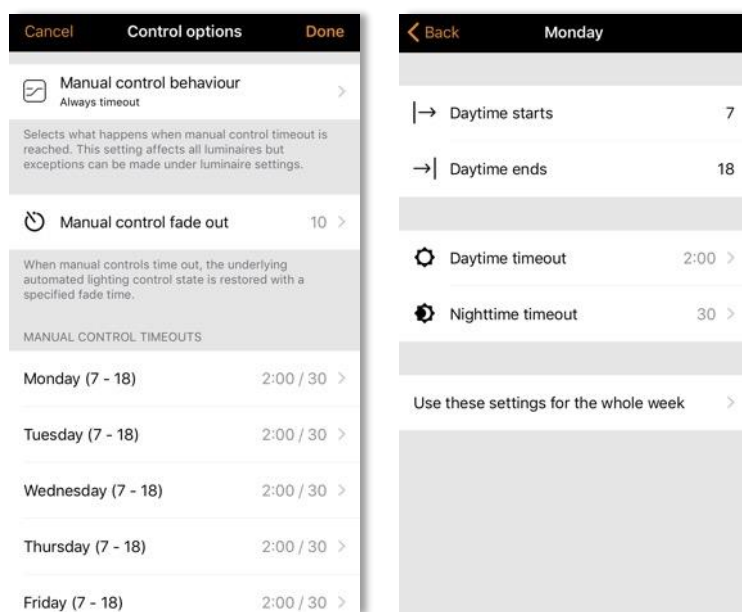 Cancel Control options Done
Manual control behaviour
Always timeout
Selects what happens when manual control timeout is
reached. This setting affects all luminaires but
exceptions can be made under luminaire settings.
Manual control fade out 10
When manual controls time out, the underlying
automated lighting control state is restored with a
specified fade time.
MANUAL CONTROL TIMEOUTS
Monday (7 - 18) 2:00 / 30
Tuesday (7 - 18) 2:00 / 30
Wednesday (7 - 18) 2:00 / 30
Thursday (7 - 18) 2:00 / 30
Friday (7 - 18) 2:00 / 30
Back Monday
Daytime starts 7
Daytime ends 18
Daytime timeout 2:00
Nighttime timeout 30
Use these settings for the whole week